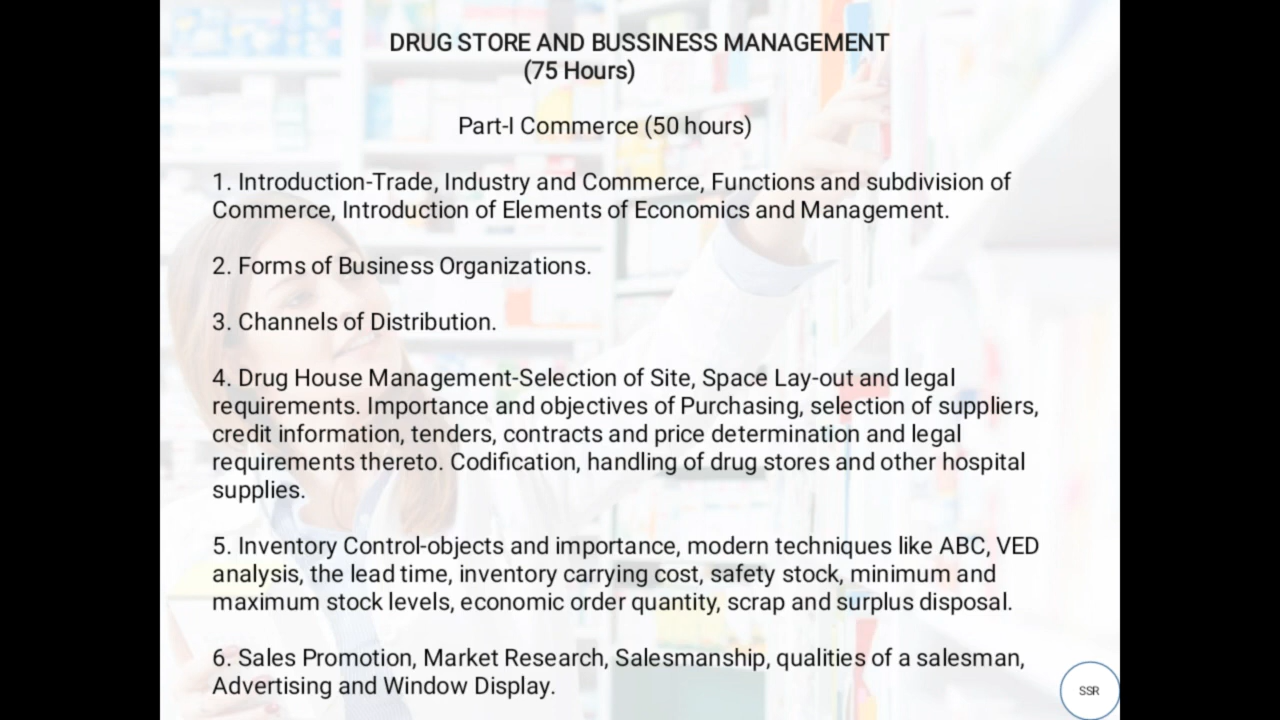 DRUG STORE AND BUSSINESS MANAGEMENT
(75 Hours)
Part-I Commerce (50 hours)
1. Introduction-Trade, Industry and Commerce, Functions and subdivision of
Commerce, Introduction of Elements of Economics and Management.
2. Forms of Business Organizations.
3. Channels of Distribution.
4. Drug House Management-Selection of Site, Space Lay-out and legal
requirements. Importance and objectives of Purchasing, selection of suppliers,
credit information, tenders, contracts and price determination and legal
requirements thereto. Codification, handling of drug stores and other hospital
supplies.
5. Inventory Control-objects and importance, modern techniques like ABC, VED
analysis, the lead time, inventory carrying cost, safety stock, minimum and
maximum stock levels, economic order quantity, scrap and surplus disposal.
6. Sales Promotion, Market Research, Salesmanship, qualities of a salesman,
Advertising and Window Display.
SSR